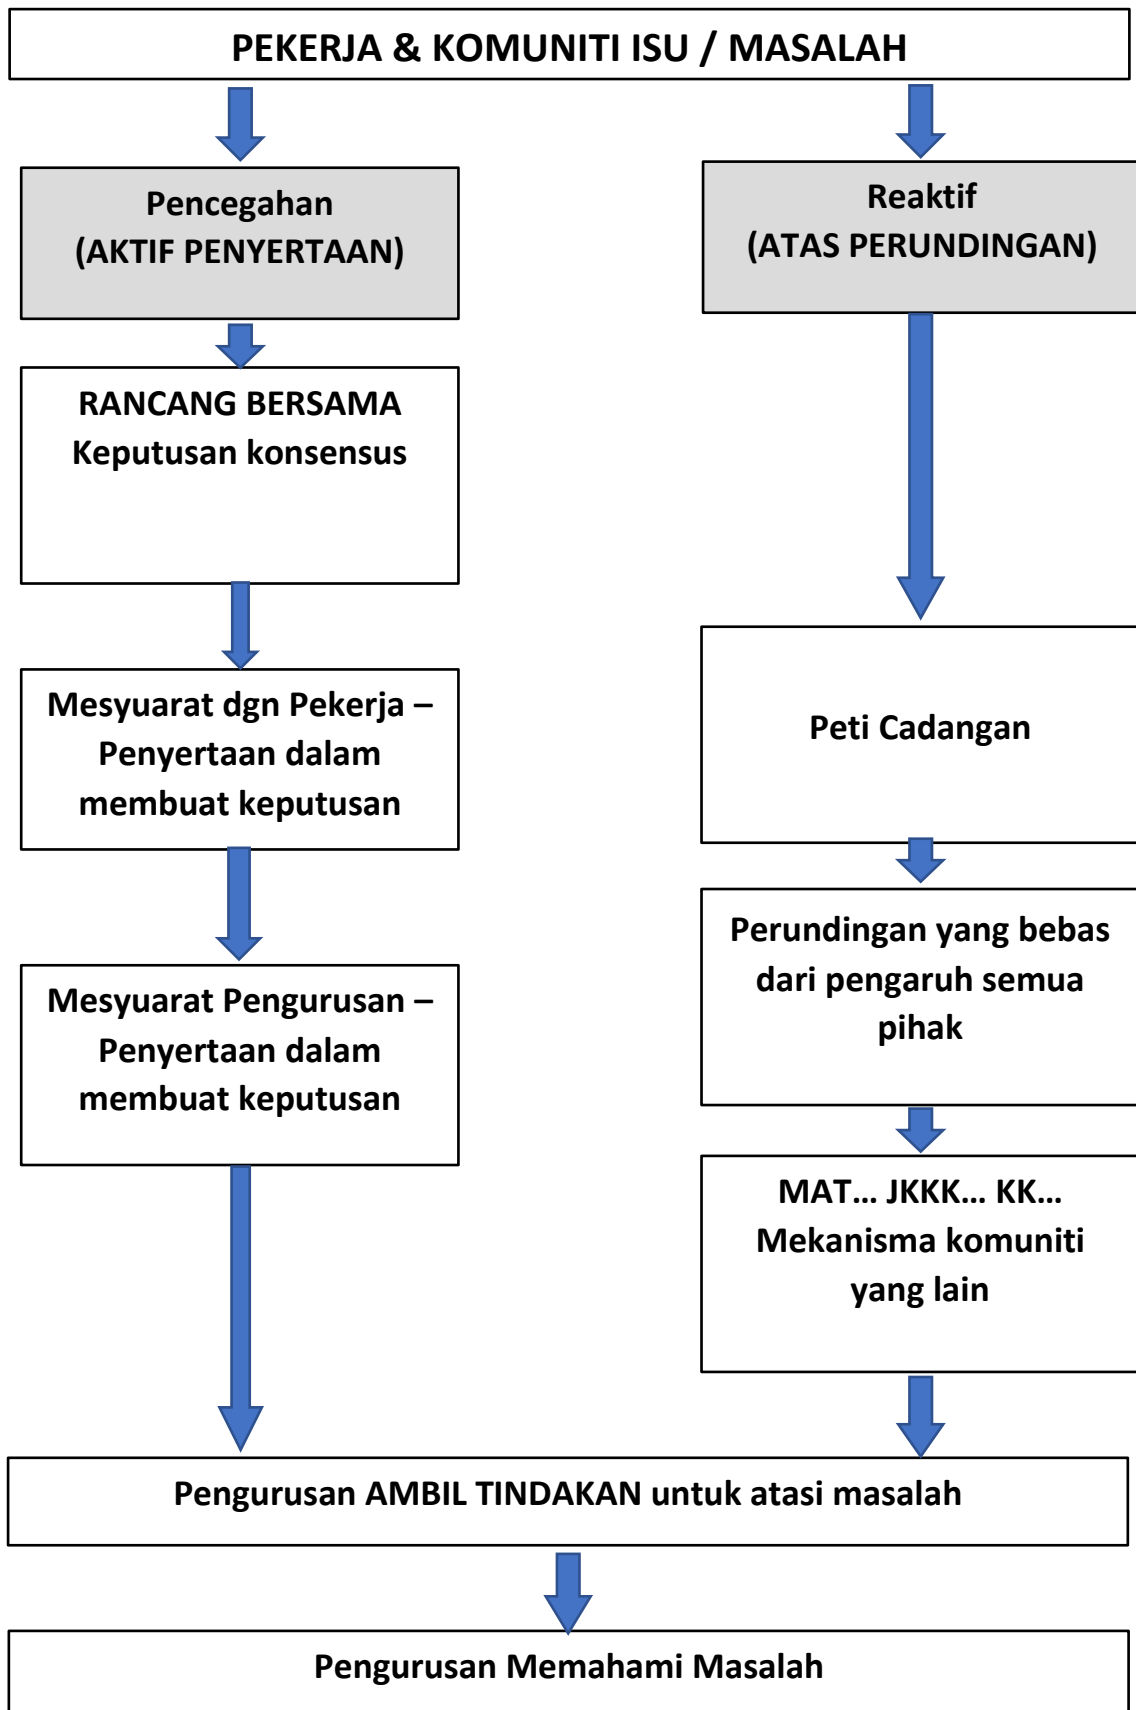 PEKERJA & KOMUNITI ISU / MASALAH
Pencegahan
(AKTIF PENYERTAAN)
Reaktif
(ATAS PERUNDINGAN)
RANCANG BERSAMA
Keputusan konsensus
Mesyuarat dgn Pekerja –
Penyertaan dalam
membuat keputusan
Peti Cadangan
Mesyuarat Pengurusan –
Penyertaan dalam
membuat keputusan
Perundingan yang bebas
dari pengaruh semua
pihak
MAT… JKKK… KK…
Mekanisma komuniti
yang lain
Pengurusan AMBIL TINDAKAN untuk atasi masalah
Pengurusan Memahami Masalah